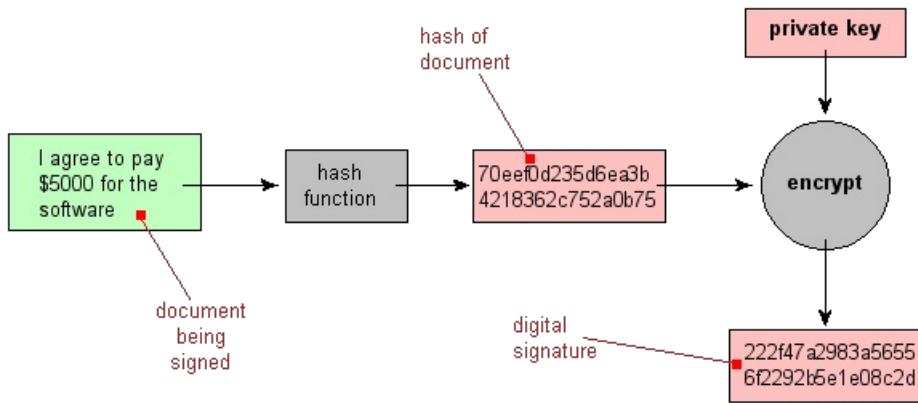 hash of
document
private key
I agree to pay
$5000 for the
software
hash
function
70eef0d235d6ea3b
4218362c752a0b75
encrypt
document
being
signed
digital
signature
222f47a2983a5655
6f2292b5e1e08c2d